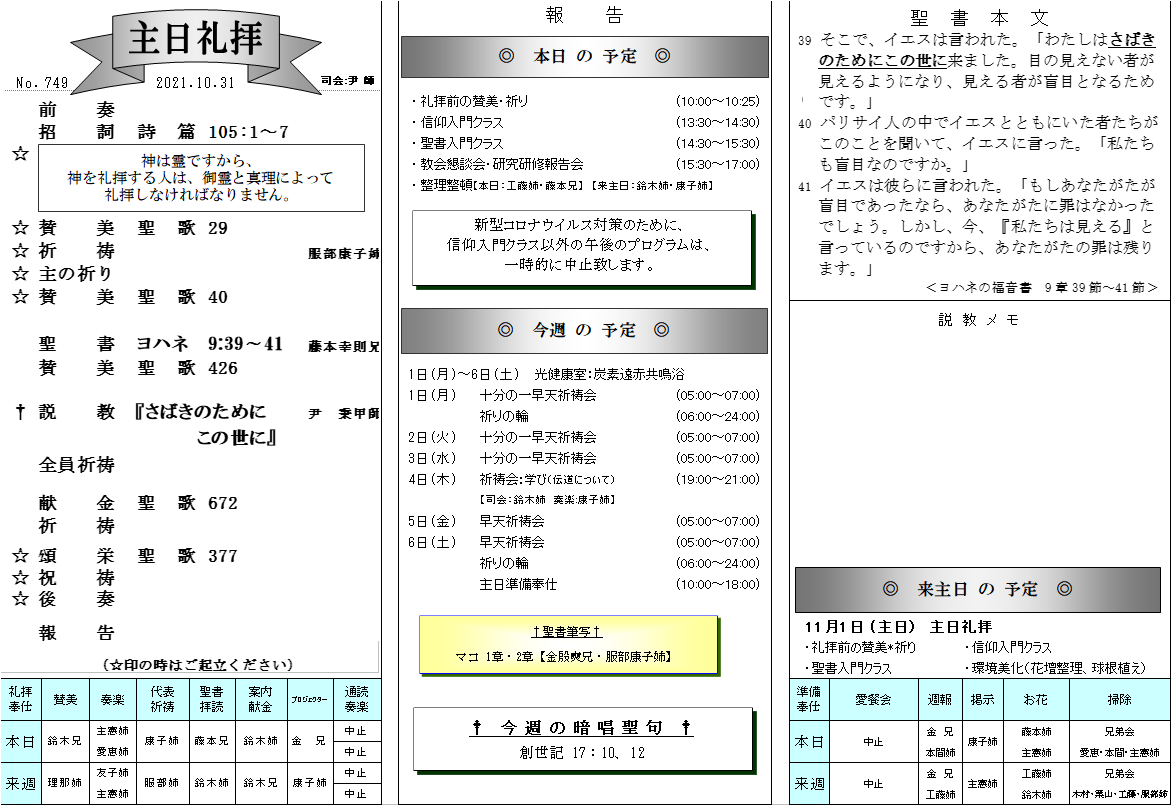 主日礼拝
No. 749 2021.10.31 司会:尹 師
前 奏
招 詞 詩 篇 105:1～7
☆ 神は霊ですから、
神を礼拝する人は、御霊と真理によって
礼拝しなければなりません。
☆ 賛 美 聖 歌 29
☆ 祈 祷 服部康子姉
☆ 主の祈り
☆ 賛 美 聖 歌 40
聖 書 ヨハネ 9:39～41 藤本幸則兄
賛 美 聖 歌 426
† 説 教 『さばきのために 尹 秉甲師
この世に』
全員祈祷
献 金 聖 歌 672
祈 祷
☆ 頌 栄 聖 歌 377
☆ 祝 祷
☆ 後 奏
報 告
(☆印の時はご起立ください)
礼拝奉仕 賛美 奏楽 代表祈祷 聖書拝読 案内献金 プロジェクター 通読奏楽
本日 鈴木兄 主憲姉 愛恵姉 康子姉 藤本兄 鈴木姉 金 兄 中止 中止
来週 理那姉 友子姉 主憲姉 服部姉 鈴木姉 鈴木兄 康子姉 中止 中止
報 告
◎ 本日 の 予定 ◎
・礼拝前の賛美・祈り (10:00～10:25)
・信仰入門クラス (13:30～14:30)
・聖書入門クラス (14:30～15:30)
・教会懇談会・研究研修報告会 (15:30～17:00)
・整理整頓【本日：工藤姉・藤本兄】【来主日：鈴木姉・康子姉】
新型コロナウイルス対策のために、
信仰入門クラス以外の午後のプログラムは、
一時的に中止致します。
◎ 今週 の 予定 ◎
1日(月)～6日(土) 光健康室：炭素遠赤共鳴浴
1日(月) 十分の一早天祈祷会 (05:00～07:00)
祈りの輪 (06:00～24:00)
2日(火) 十分の一早天祈祷会 (05:00～07:00)
3日(水) 十分の一早天祈祷会 (05:00～07:00)
4日(木) 祈祷会：学び(伝道について) (19:00～21:00)
【司会：鈴木姉 奏楽:康子姉】
5日(金) 早天祈祷会 (05:00～07:00)
6日(土) 早天祈祷会 (05:00～07:00)
祈りの輪 (06:00～24:00)
主日準備奉仕 (10:00～18:00)
†聖書筆写†
マコ 1章・2章【金殷奭兄・服部康子姉】
† 今週の暗唱聖句 †
創世記 17：10、12
聖 書 本 文
39 そこで、イエスは言われた。「わたしはさばき
のためにこの世に来ました。目の見えない者が
見えるようになり、見える者が盲目となるため
です。」
40 パリサイ人の中でイエスとともにいた者たちが
このことを聞いて、イエスに言った。「私たち
も盲目なのですか。」
41 イエスは彼らに言われた。「もしあなたがたが
盲目であったなら、あなたがたに罪はなかった
でしょう。しかし、今、『私たちは見える』と
言っているのですから、あなたがたの罪は残り
ます。」
＜ヨハネの福音書 9章39節～41節＞
説 教 メ モ
◎ 来主日 の 予定 ◎
11月1日(主日) 主日礼拝
・礼拝前の賛美*祈り ・信仰入門クラス
・聖書入門クラス ・環境美化(花壇整理、球根植え)
準備奉仕 愛餐会 週報 掲示 お花 掃除
本日 中止 金 兄 本間姉 康子姉 藤本姉 主憲姉 兄弟会 愛恵・本間・主憲姉
来週 中止 金 兄 工藤姉 主憲姉 工藤姉 鈴木姉 兄弟会 木村・栗山・工藤・服部姉